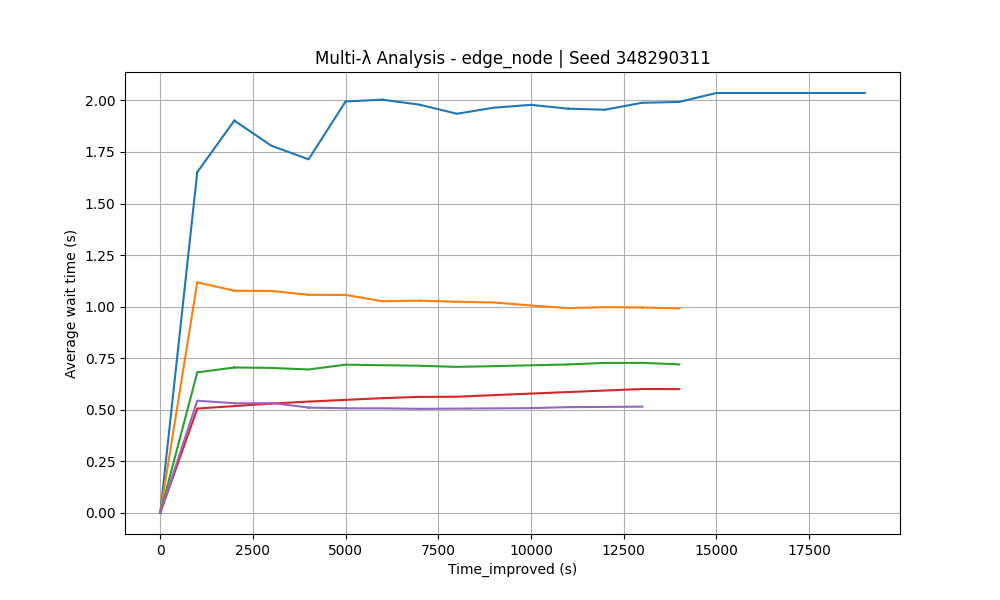 Multi-λ Analysis - edge_node | Seed 348290311
2.00
1.75
1.50
1.25
1.00
0.75
0.50
0.25
0.00
Average wait time (s)
0 2500 5000 7500 10000 12500 15000 17500
Time_improved (s)